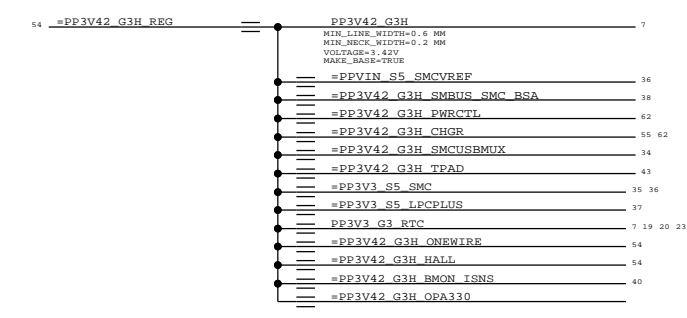 54 =PP3V42_G3H_REG PP3V42_G3H 7
MIN_LINE_WIDTH=0.6 MM
MIN_NECK_WIDTH=0.2 MM
VOLTAGE=3.42V
MAKE_BASE=TRUE
=PPVIN_S5_SMCVREF 36
=PP3V42_G3H_SMBUS_SMC_BSA 38
=PP3V42_G3H_PWRCTL 62
=PP3V42_G3H_CHGR 55 62
=PP3V42_G3H_SMCUSBMUX 34
=PP3V42_G3H_TPAD 43
=PP3V3_S5_SMC 35 36
=PP3V3_S5_LPCPLUS 37
PP3V3_G3_RTC 7 19 20 23
=PP3V42_G3H_ONEWIRE 54
=PP3V42_G3H_HALL 54
=PP3V42_G3H_BMON_ISNS 40
=PP3V42_G3H_OPA330